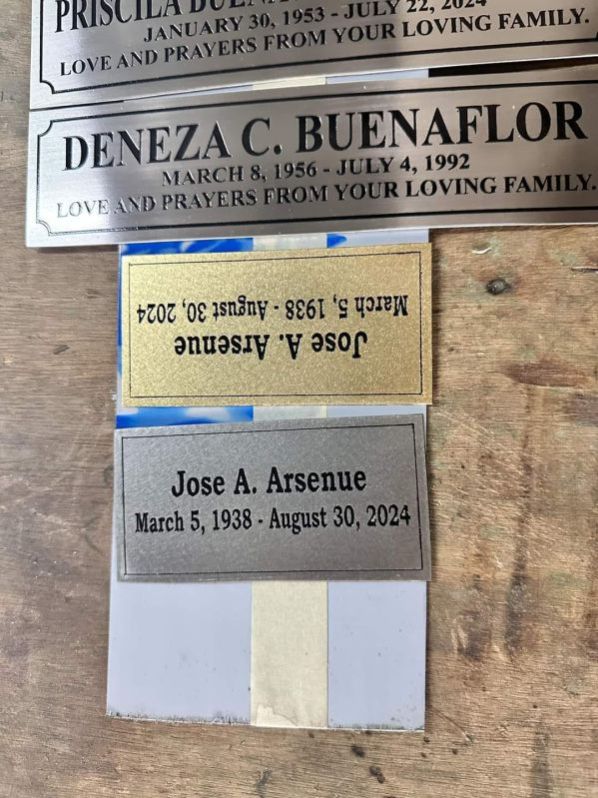 PRISCILA
JANUARY 30, 1953 - JULY 22, 2024
LOVE AND PRAYERS FROM YOUR LOVING FAMILY.
DENEZA C. BUENAFLOR
MARCH 8, 1956 - JULY 4, 1992
LOVE AND PRAYERS FROM YOUR LOVING FAMILY.
Jose A. Arsenue
March 5, 1938 - August 30, 2024
Jose A. Arsenue
March 5, 1938 - August 30, 2024